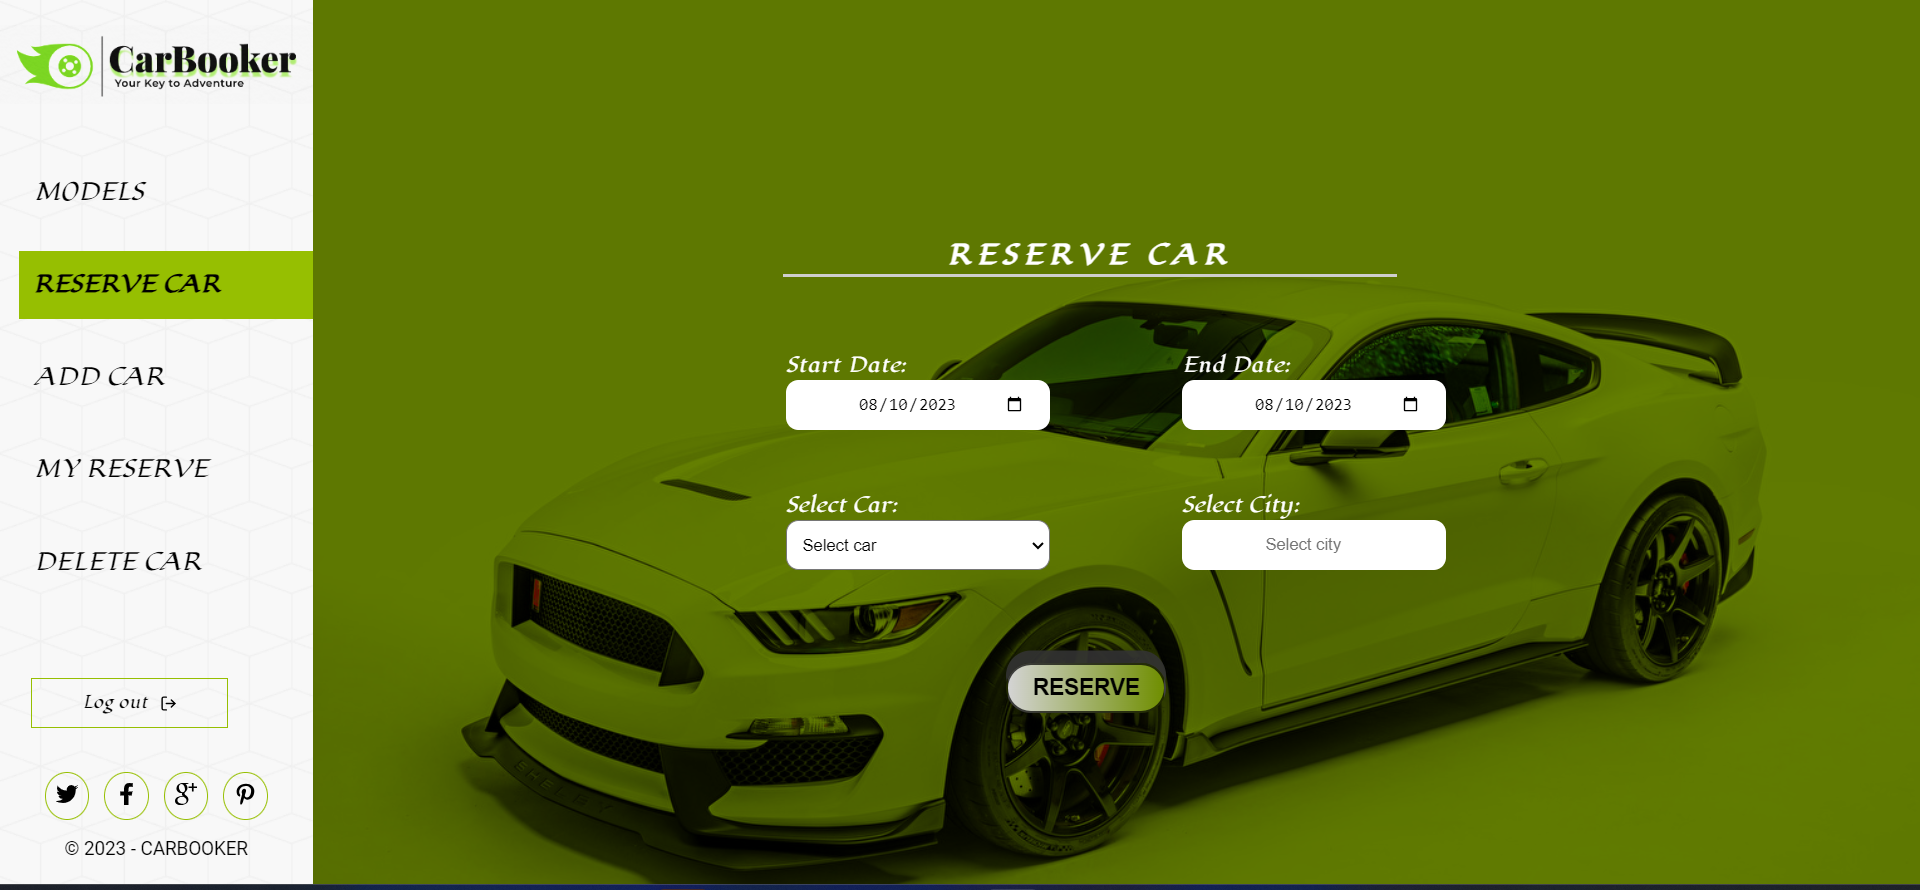 CarBooker
Your Key to Adventure
MODELS
RESERVE CAR
ADD CAR
MY RESERVE
DELETE CAR
Log out
© 2023 - CARBOOKER
RESERVE CAR
Start Date:
End Date:
08/10/2023
08/10/2023
Select Car:
Select City:
Select car
Select city
RESERVE
SHELBY